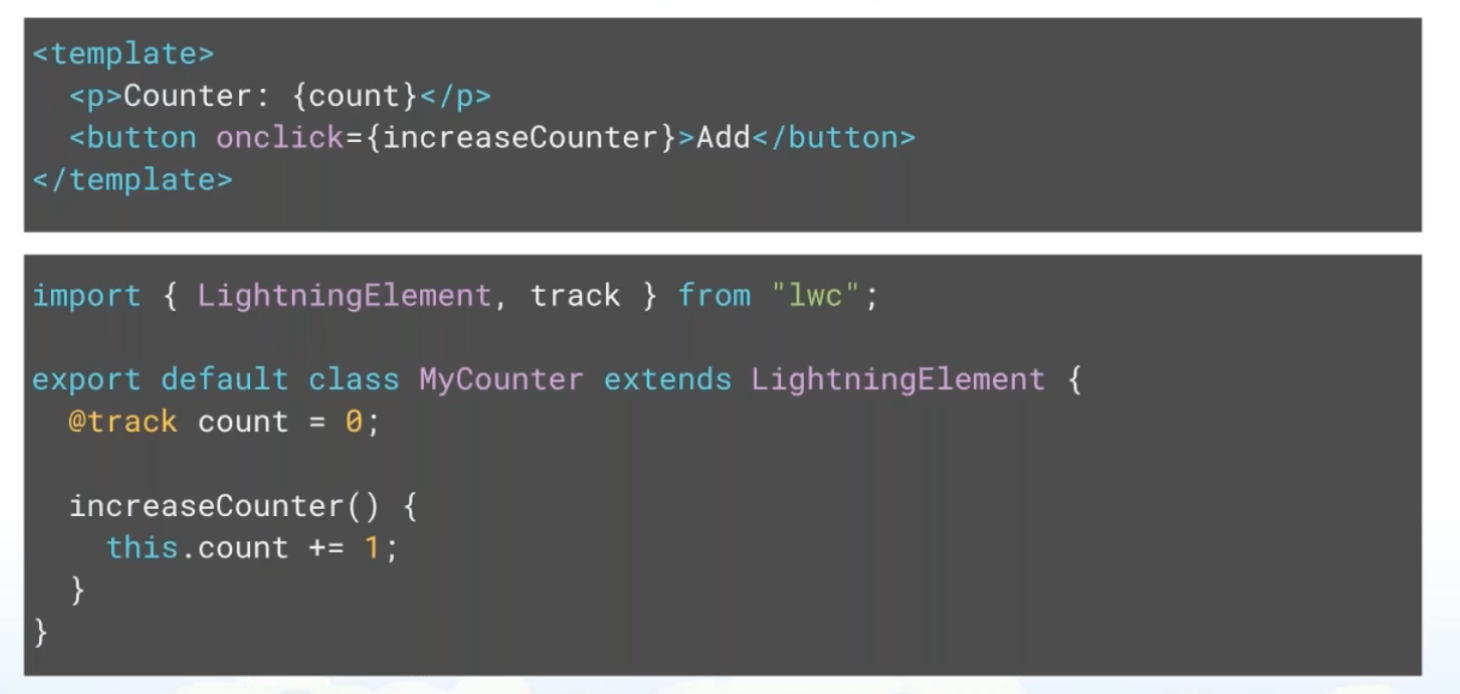 <template>
  <p>Counter: {count}</p>
  <button onclick={increaseCounter}>Add</button>
</template>
import { LightningElement, track } from "lwc";
export default class MyCounter extends LightningElement {
  @track count = 0;
  increaseCounter() {
    this.count += 1;
  }
}